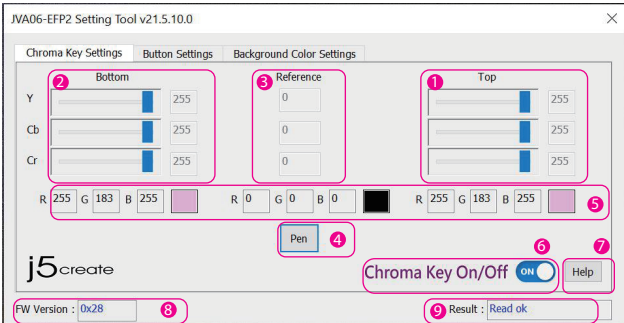 JVA06-EFP2 Setting Tool v21.5.10.0
Chroma Key Settings Button Settings Background Color Settings
2 Bottom 3 Reference 1 Top
Y 255 0 255
Cb 255 0 255
Cr 255 0 255
R 255 G 183 B 255 R 0 G 0 B 0 R 255 G 183 B 255 5
Pen 4 6 7
j5create Chroma Key On/Off ON Help
FW Version : 0x28 8 9 Result : Read ok